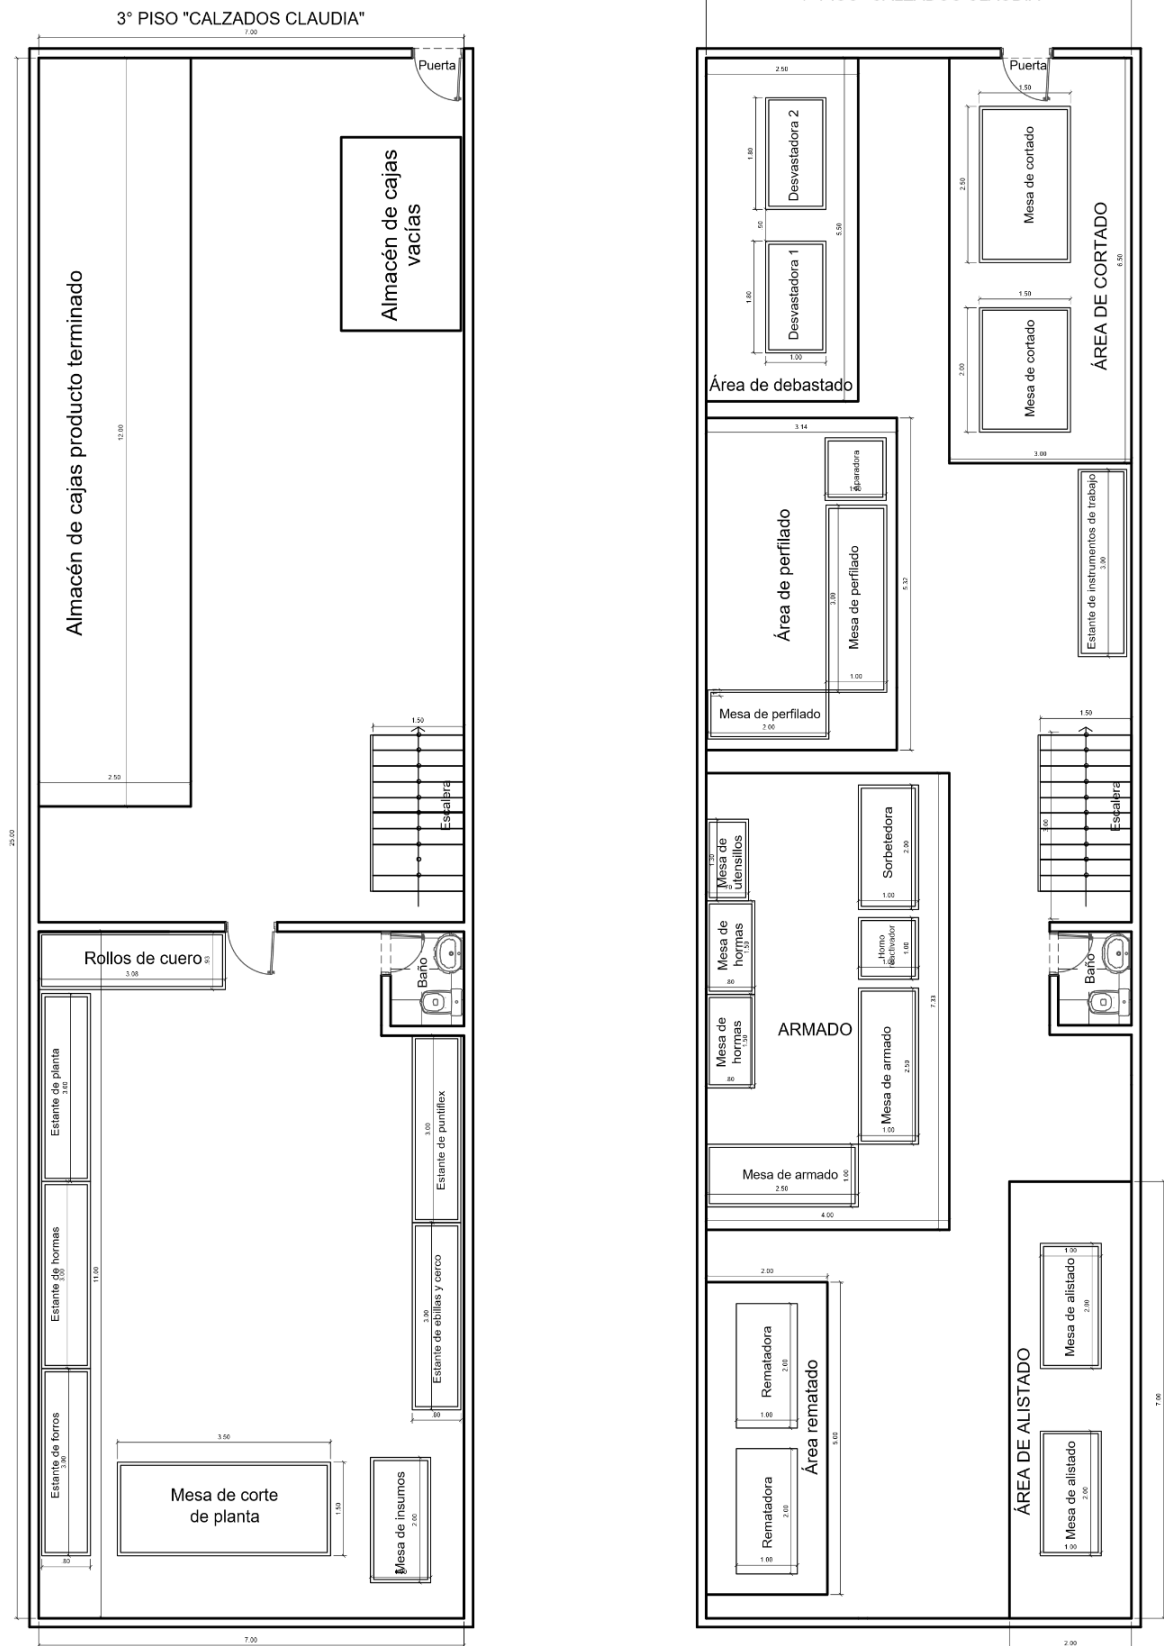 3° PISO "CALZADOS CLAUDIA"
7.00
Puerta
Almacén de cajas
vacías
Almacén de cajas producto terminado
12.00
2.50
1.50
Escalera
25.00
Rollos de cuero
3.08
Baño
Estante de planta
Estante de puntiflex
3.00
Estante de hormas
3.00
11.00
Estante de ebillas y cerco
3.00
.80
Estante de forros
3.50
Mesa de corte
de planta
1.50
Mesa de insumos
2.00
.80
7.00
2.50
Puerta
1.50
Desvastadora 2
1.80
Mesa de cortado
2.50
.50
5.50
ÁREA DE CORTADO
6.50
Desvastadora 1
1.80
1.00
1.50
Mesa de cortado
2.00
Área de debastado
3.00
3.14
Aparadora
Área de perfilado
Mesa de perfilado
3.00
1.00
5.32
Estante de instrumentos de trabajo
3.00
Mesa de perfilado
2.00
1.50
Escalera
Mesa de
utensillos
1.30
Sorbetedora
2.00
1.00
Mesa de
hormas
1.50
.80
Horno
reactivador
1.00
Baño
Mesa de
hormas
1.50
.80
ARMADO
7.33
Mesa de armado
2.50
1.00
Mesa de armado
1.00
2.50
4.00
2.00
Rematadora
2.00
1.00
Área rematado
5.00
Rematadora
2.00
1.00
ÁREA DE ALISTADO
1.00
Mesa de alistado
2.00
Mesa de alistado
2.00
1.00
7.00
2.00